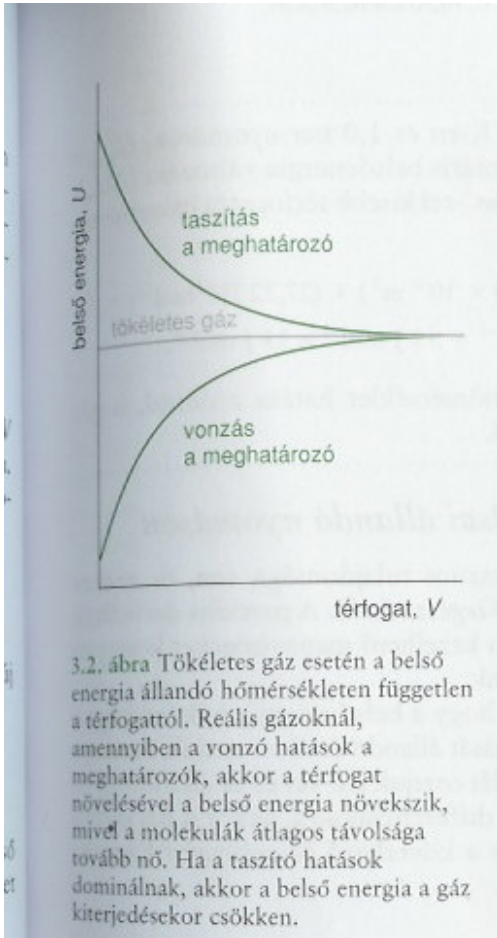 belső energia, U
taszítás
a meghatározó
tökéletes gáz
vonzás
a meghatározó
térfogat, V
3.2. ábra Tökéletes gáz esetén a belső
energia állandó hőmérsékleten független
a térfogattól. Reális gázoknál,
amennyiben a vonzó hatások a
meghatározók, akkor a térfogat
növelésével a belső energia növekszik,
mivel a molekulák átlagos távolsága
tovább nő. Ha a taszító hatások
dominálnak, akkor a belső energia a gáz
kiterjedésekor csökken.